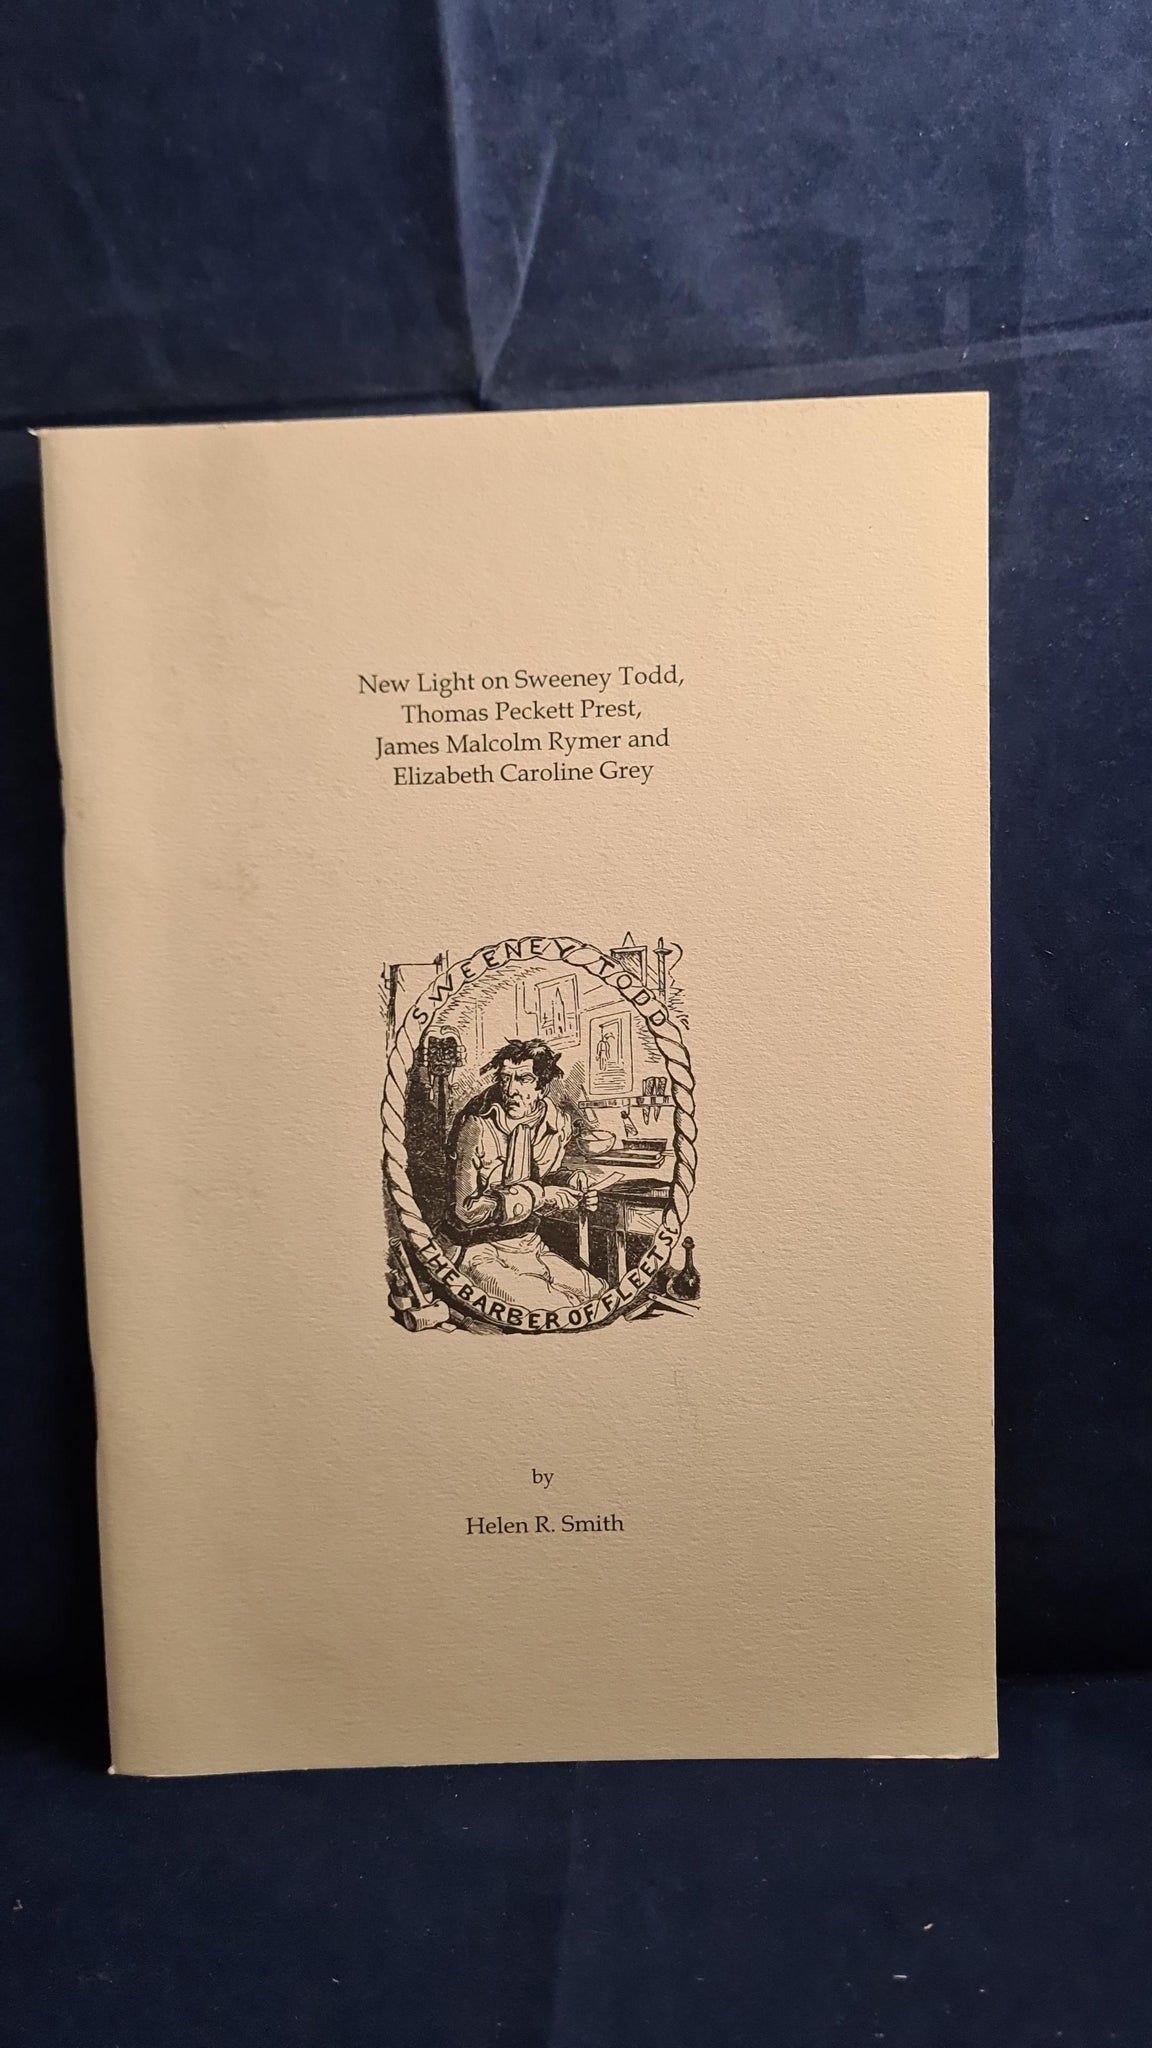 New Light on Sweeney Todd,
Thomas Peckett Prest,
James Malcolm Rymer and
Elizabeth Caroline Grey
SWEENEY TODD
THE BARBER OF FLEET St
by
Helen R. Smith